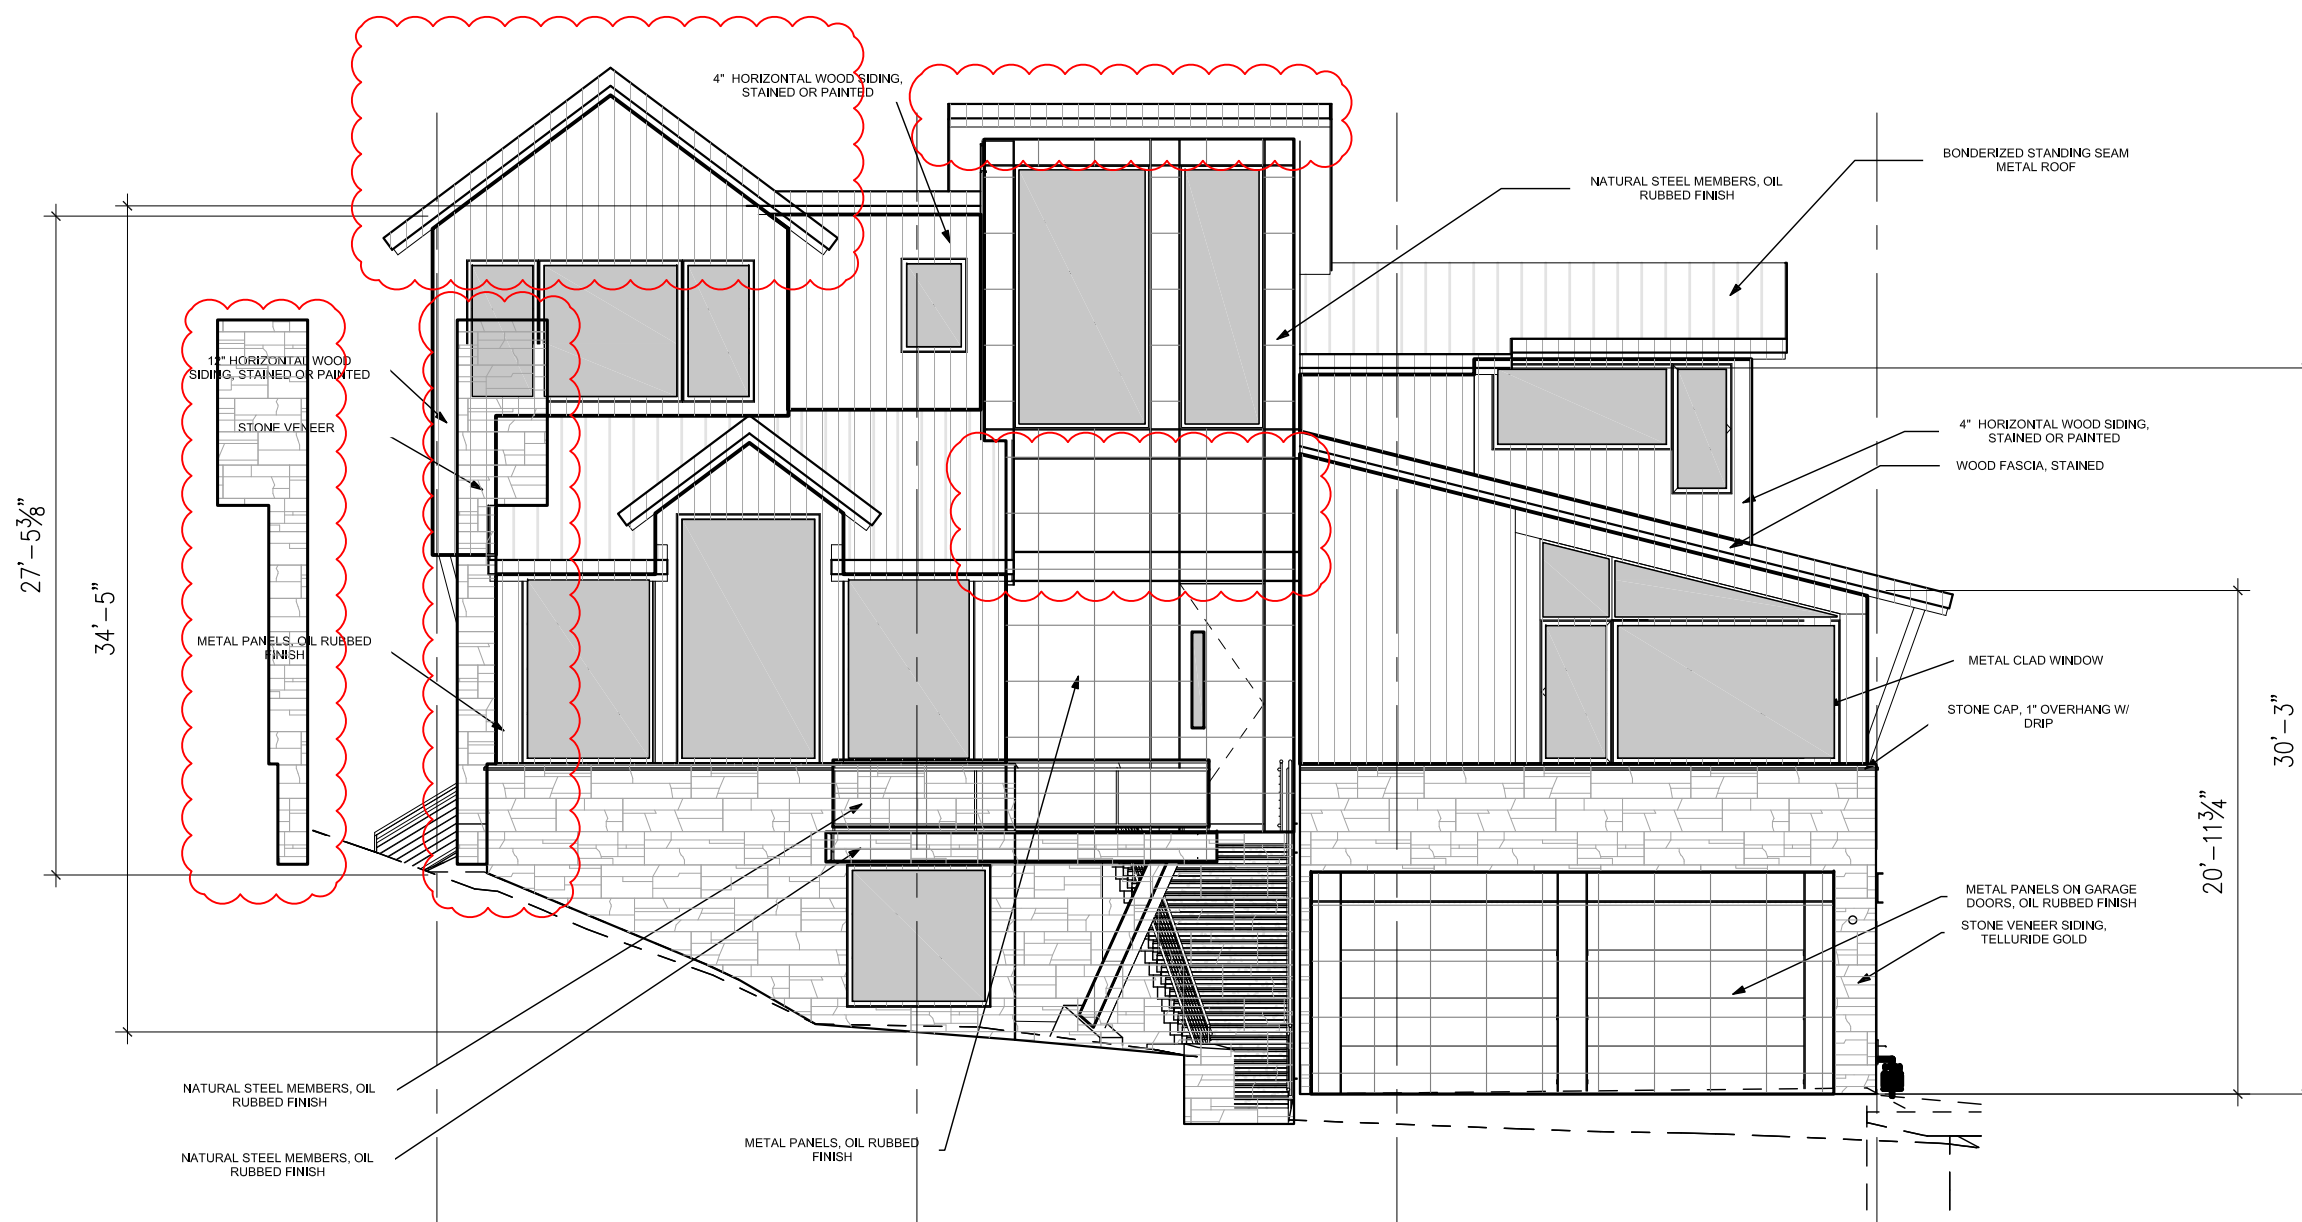 4" HORIZONTAL WOOD SIDING,
STAINED OR PAINTED
NATURAL STEEL MEMBERS, OIL
RUBBED FINISH
BONDERIZED STANDING SEAM
METAL ROOF
12" HORIZONTAL WOOD
SIDING, STAINED OR PAINTED
STONE VENEER
4" HORIZONTAL WOOD SIDING,
STAINED OR PAINTED
WOOD FASCIA, STAINED
27'-5⅜"
34'-5"
METAL PANELS, OIL RUBBED
FINISH
METAL CLAD WINDOW
STONE CAP, 1" OVERHANG W/
DRIP
30'-3"
20'-11¾"
METAL PANELS ON GARAGE
DOORS, OIL RUBBED FINISH
STONE VENEER SIDING,
TELLURIDE GOLD
NATURAL STEEL MEMBERS, OIL
RUBBED FINISH
METAL PANELS, OIL RUBBED
FINISH
NATURAL STEEL MEMBERS, OIL
RUBBED FINISH